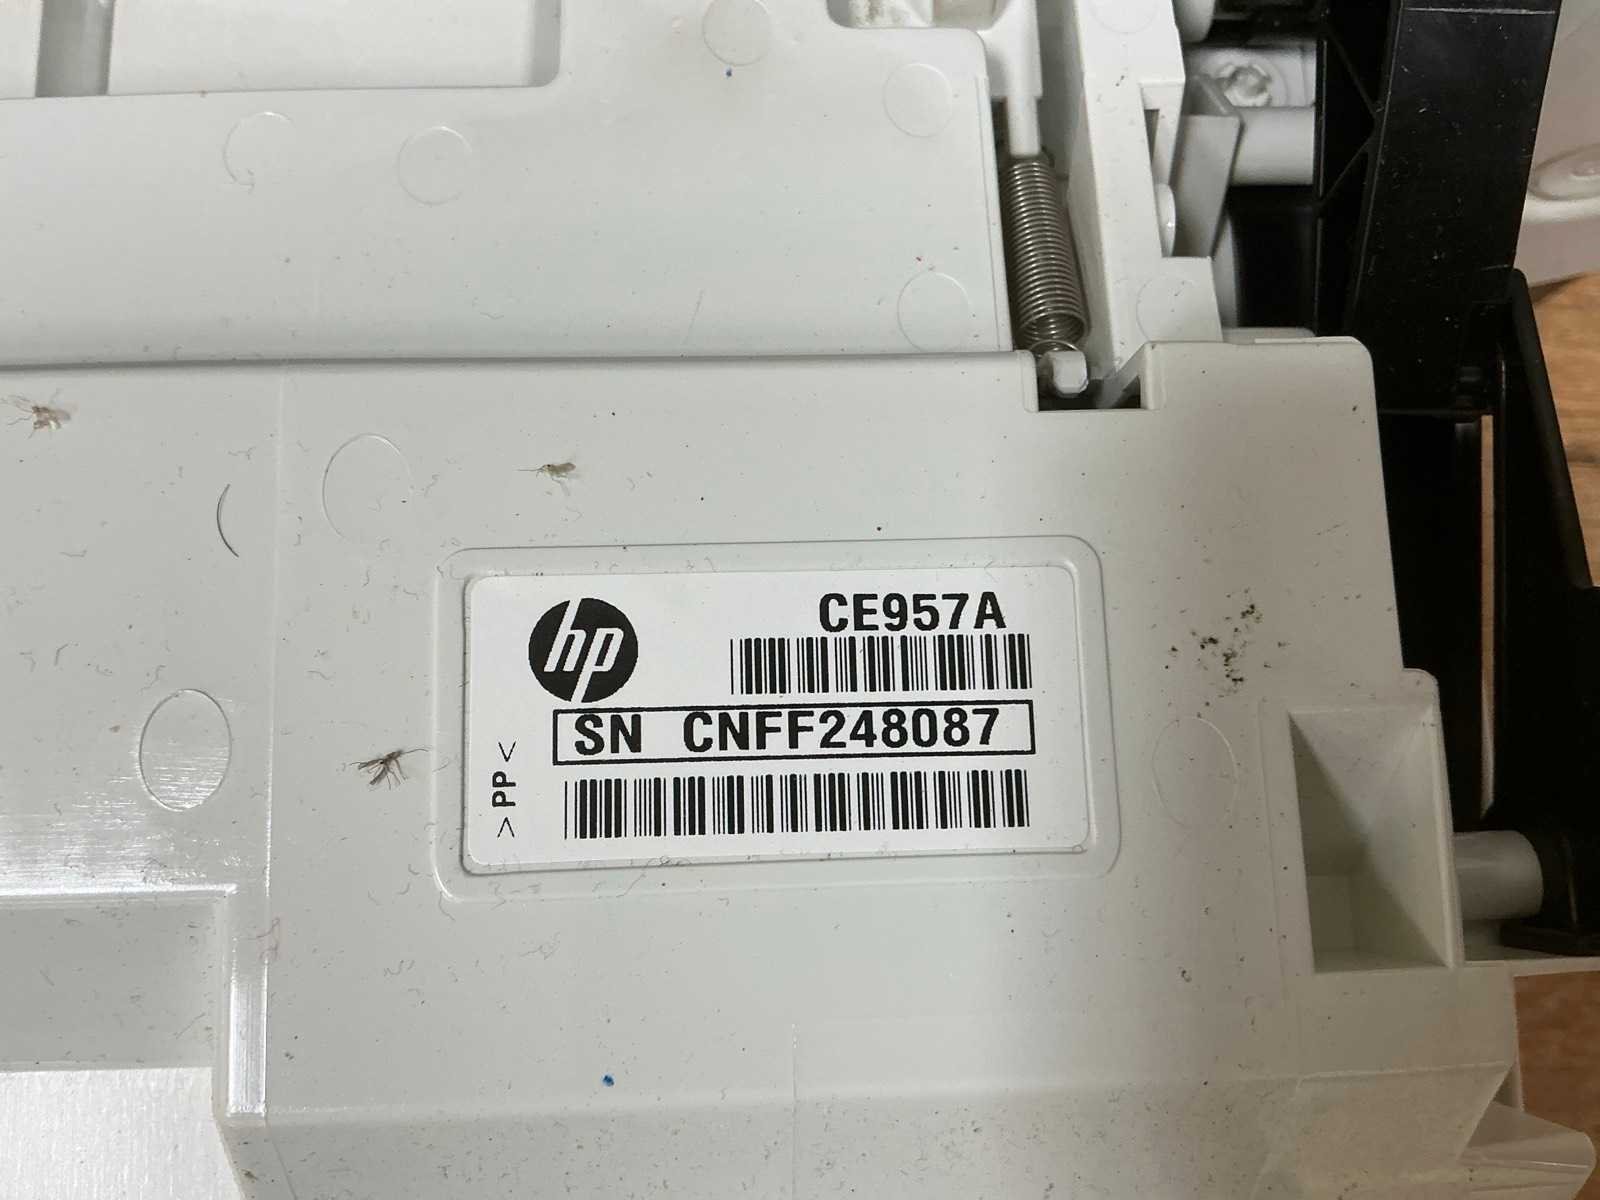 hp
CE957A
SN CNFF248087
>PP<